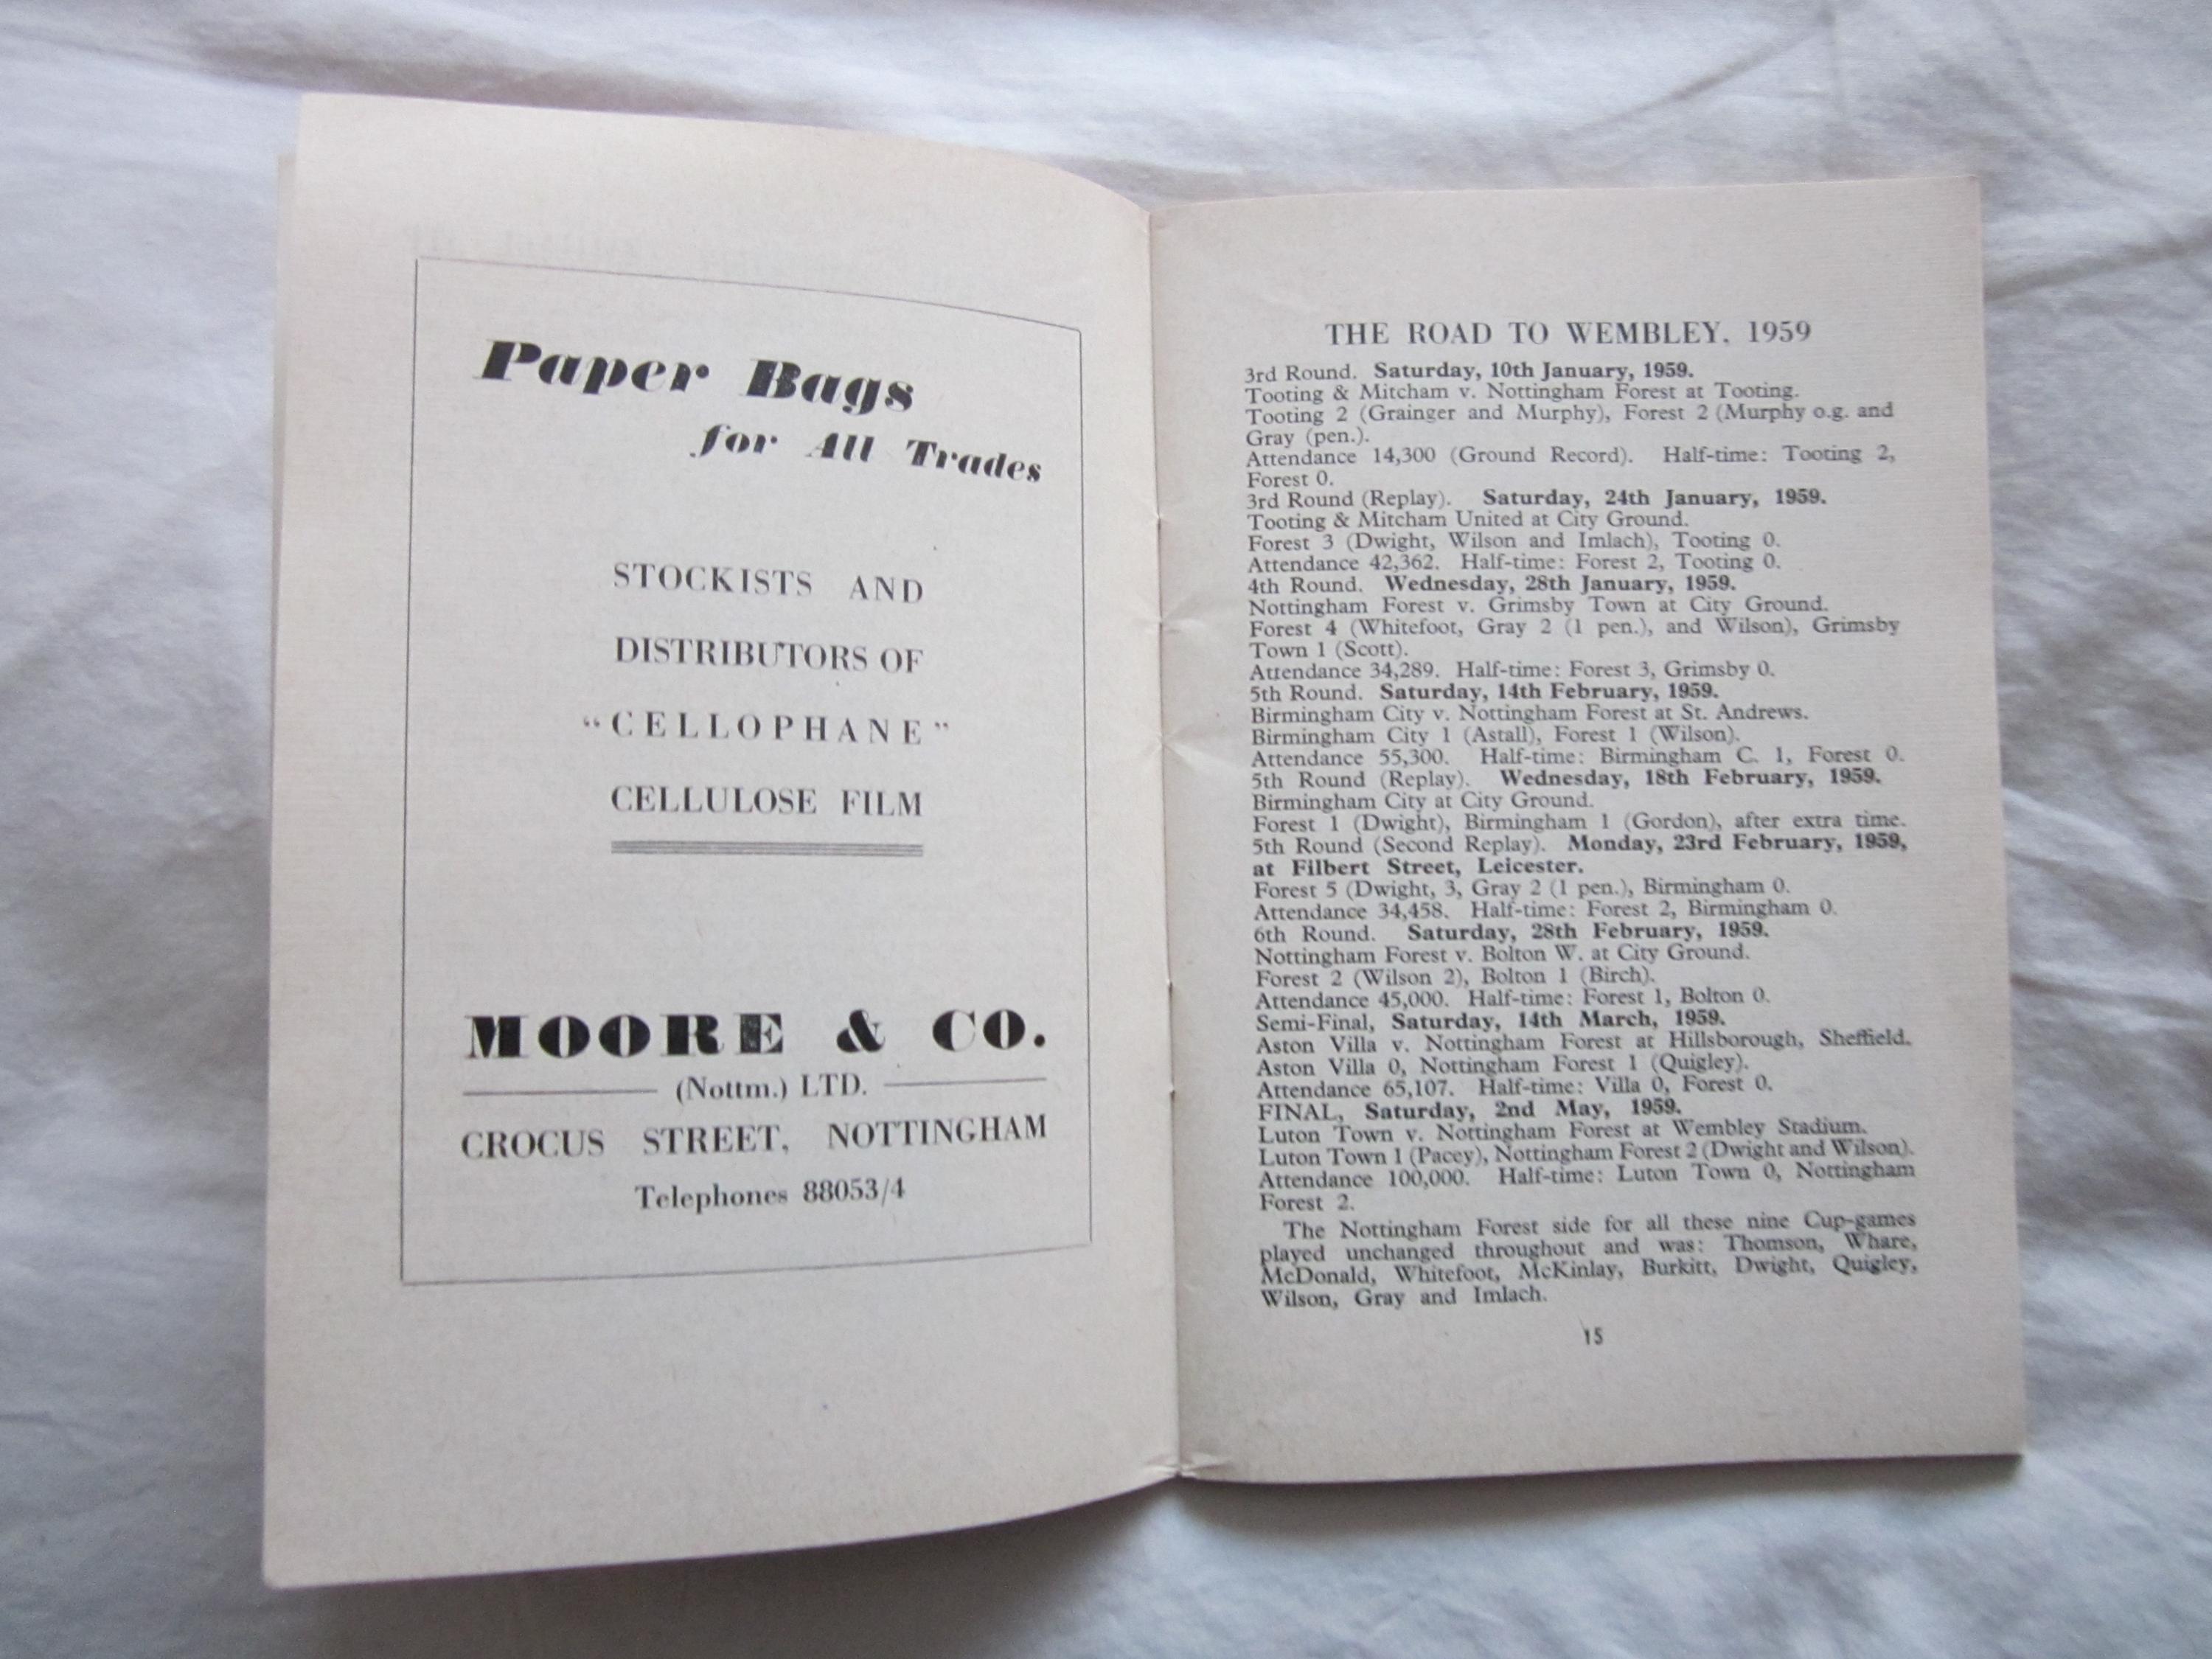 Paper Bags
for All Trades
STOCKISTS AND
DISTRIBUTORS OF
“CELLOPHANE”
CELLULOSE FILM
MOORE & CO.
(Nottm.) LTD.
CROCUS STREET, NOTTINGHAM
Telephones 88053/4
THE ROAD TO WEMBLEY, 1959
3rd Round. Saturday, 10th January, 1959.
Tooting & Mitcham v. Nottingham Forest at Tooting.
Tooting 2 (Grainger and Murphy), Forest 2 (Murphy o.g. and
Gray (pen.).
Attendance 14,300 (Ground Record). Half-time: Tooting 2,
Forest 0.
3rd Round (Replay). Saturday, 24th January, 1959.
Tooting & Mitcham United at City Ground.
Forest 3 (Dwight, Wilson and Imlach), Tooting 0.
Attendance 42,362. Half-time: Forest 2, Tooting 0.
4th Round. Wednesday, 28th January, 1959.
Nottingham Forest v. Grimsby Town at City Ground.
Forest 4 (Whitefoot, Gray 2 (1 pen.), and Wilson), Grimsby
Town 1 (Scott).
Attendance 34,289. Half-time: Forest 3, Grimsby 0.
5th Round. Saturday, 14th February, 1959.
Birmingham City v. Nottingham Forest at St. Andrews.
Birmingham City 1 (Astall), Forest 1 (Wilson).
Attendance 55,300. Half-time: Birmingham C. 1, Forest 0.
5th Round (Replay). Wednesday, 18th February, 1959.
Birmingham City at City Ground.
Forest 1 (Dwight), Birmingham 1 (Gordon), after extra time.
5th Round (Second Replay). Monday, 23rd February, 1959,
at Filbert Street, Leicester.
Forest 5 (Dwight, 3, Gray 2 (1 pen.), Birmingham 0.
Attendance 34,458. Half-time: Forest 2, Birmingham 0.
6th Round. Saturday, 28th February, 1959.
Nottingham Forest v. Bolton W. at City Ground.
Forest 2 (Wilson 2), Bolton 1 (Birch).
Attendance 45,000. Half-time: Forest 1, Bolton 0.
Semi-Final, Saturday, 14th March, 1959.
Aston Villa v. Nottingham Forest at Hillsborough, Sheffield.
Aston Villa 0, Nottingham Forest 1 (Quigley).
Attendance 65,107. Half-time: Villa 0, Forest 0.
FINAL, Saturday, 2nd May, 1959.
Luton Town v. Nottingham Forest at Wembley Stadium.
Luton Town 1 (Pacey), Nottingham Forest 2 (Dwight and Wilson).
Attendance 100,000. Half-time: Luton Town 0, Nottingham
Forest 2.
The Nottingham Forest side for all these nine Cup-games
played unchanged throughout and was: Thomson, Whare,
McDonald, Whitefoot, McKinlay, Burkitt, Dwight, Quigley,
Wilson, Gray and Imlach.
15